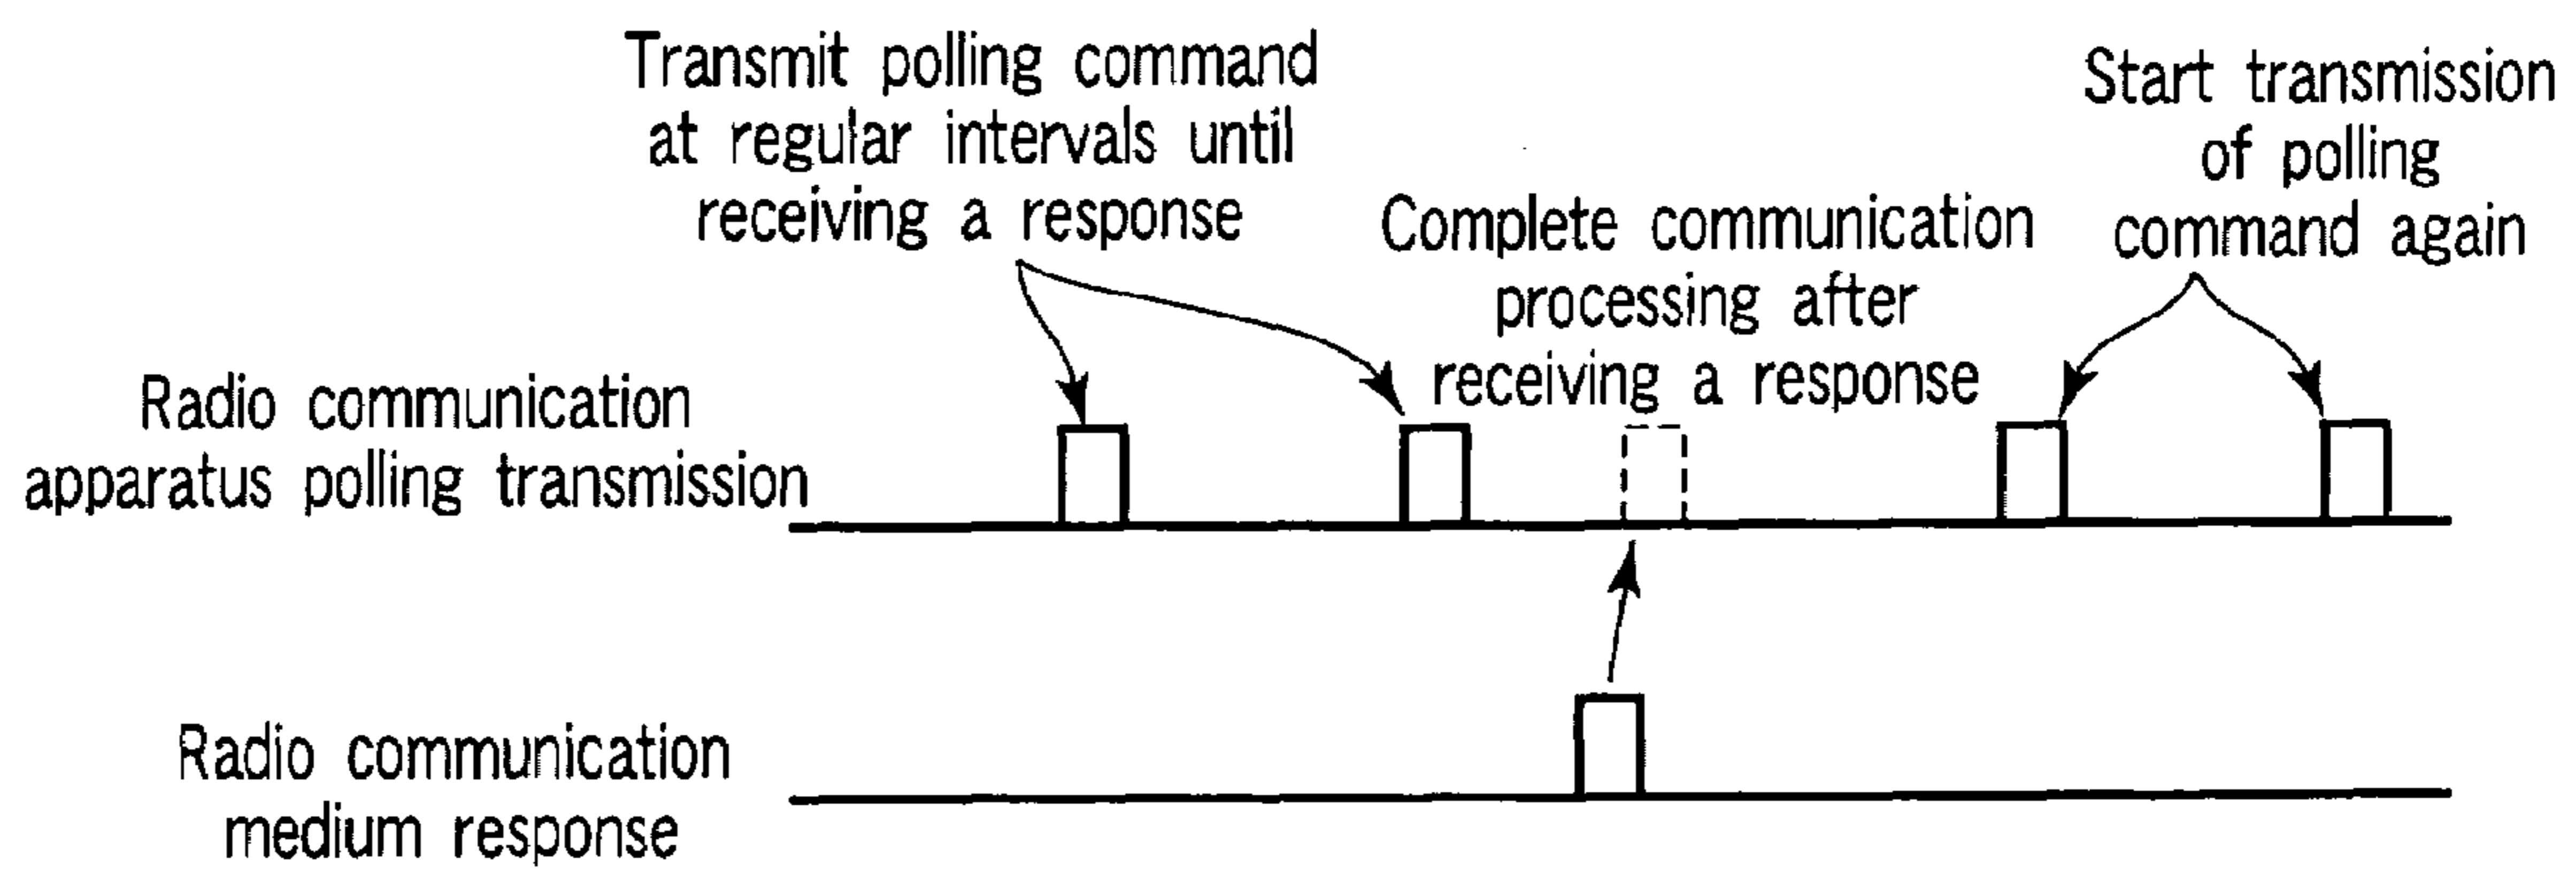 Transmit polling command
at regular intervals until
receiving a response
Complete communication
processing after
receiving a response
Start transmission
of polling
command again
Radio communication
apparatus polling transmission
Radio communication
medium response